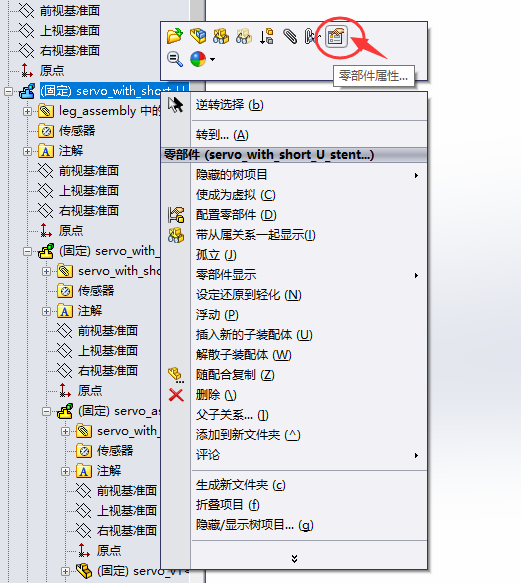 前视基准面
上视基准面
右视基准面
原点
(固定) servo_with_short_U
leg_assembly 中的
传感器
注解
前视基准面
上视基准面
右视基准面
原点
(固定) servo_with_
servo_with_sho
传感器
注解
前视基准面
上视基准面
右视基准面
原点
(固定) servo_as
servo_with_
传感器
注解
前视基准面
上视基准面
右视基准面
原点
(固定) servo_v1<
零部件属性...
逆转选择 (b)
转到... (A)
零部件 (servo_with_short_U_stent...)
隐藏的树项目
使成为虚拟 (C)
配置零部件 (D)
带从属关系一起显示(I)
孤立 (J)
零部件显示
设定还原到轻化 (N)
浮动 (P)
插入新的子装配体 (U)
解散子装配体 (W)
随配合复制 (Z)
删除 (\)
父子关系... (])
添加到新文件夹 (^)
评论
生成新文件夹 (c)
折叠项目 (f)
隐藏/显示树项目... (g)